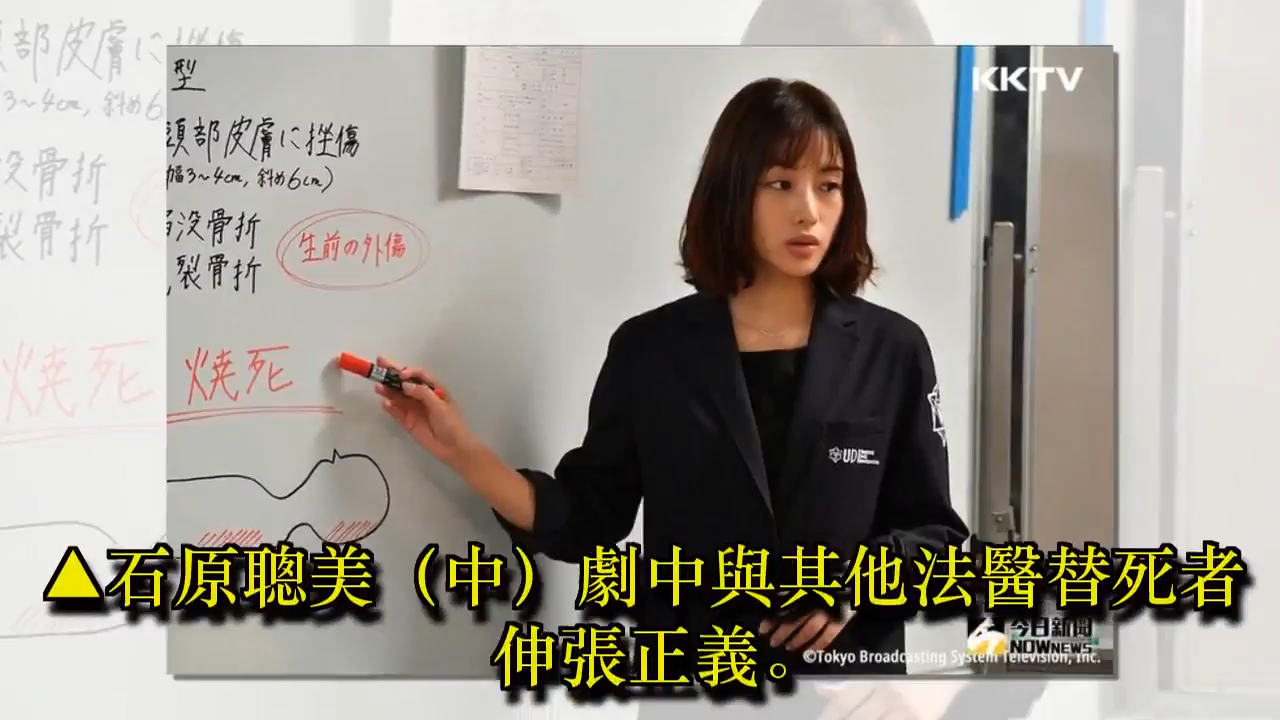 KKTV
型
頭部皮膚に挫傷
(幅3~4cm, 斜め6cm)
没骨折
裂骨折
生前の外傷
焼死
UDI
▲石原聰美（中）劇中與其他法醫替死者
伸張正義。
今日新聞
NOWNEWS
©Tokyo Broadcasting System Television, Inc.